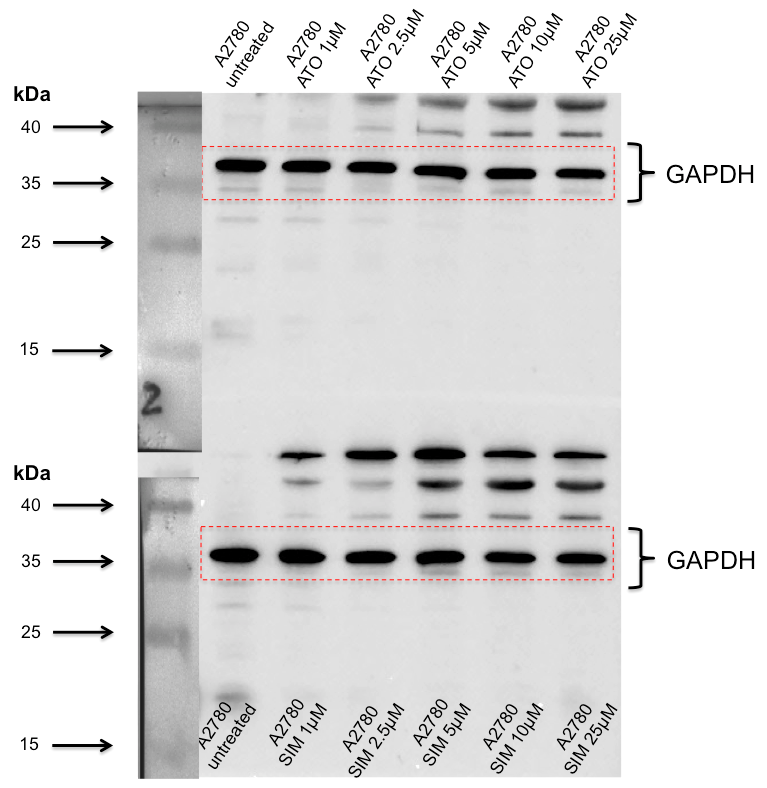 A2780
untreated
A2780
ATO 1µM
A2780
ATO 2.5µM
A2780
ATO 5µM
A2780
ATO 10µM
A2780
ATO 25µM
kDa
40
35
25
15
GAPDH
2
kDa
40
35
25
15
GAPDH
A2780
untreated
A2780
SIM 1µM
A2780
SIM 2.5µM
A2780
SIM 5µM
A2780
SIM 10µM
A2780
SIM 25µM